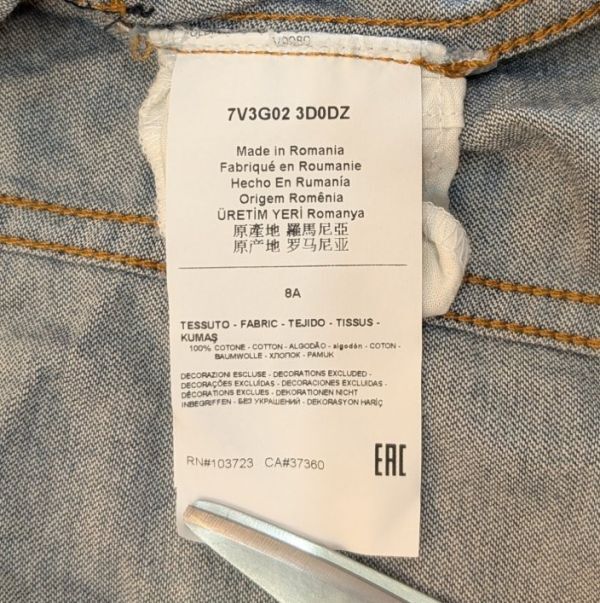 7V3G02 3D0DZ
Made in Romania
Fabriqué en Roumanie
Hecho En Rumanía
Origem Romênia
ÜRETİM YERİ Romanya
原產地 羅馬尼亞
原产地 罗马尼亚
8A
TESSUTO - FABRIC - TEJIDO - TISSUS -
KUMAŞ
100% COTONE - COTTON - ALGODÃO - algodón - COTON -
BAUMWOLLE - ХЛОПОК - PAMUK
DECORAZIONI ESCLUSE - DECORATIONS EXCLUDED -
DECORAÇÕES EXCLUÍDAS - DECORACIONES EXCLUIDAS -
DÉCORATIONS EXCLUES - DEKORATIONEN NICHT
INBEGRIFFEN - БЕЗ УКРАШЕНИЙ - DEKORASYON HARİÇ
RN#103723 CA#37360
EAC